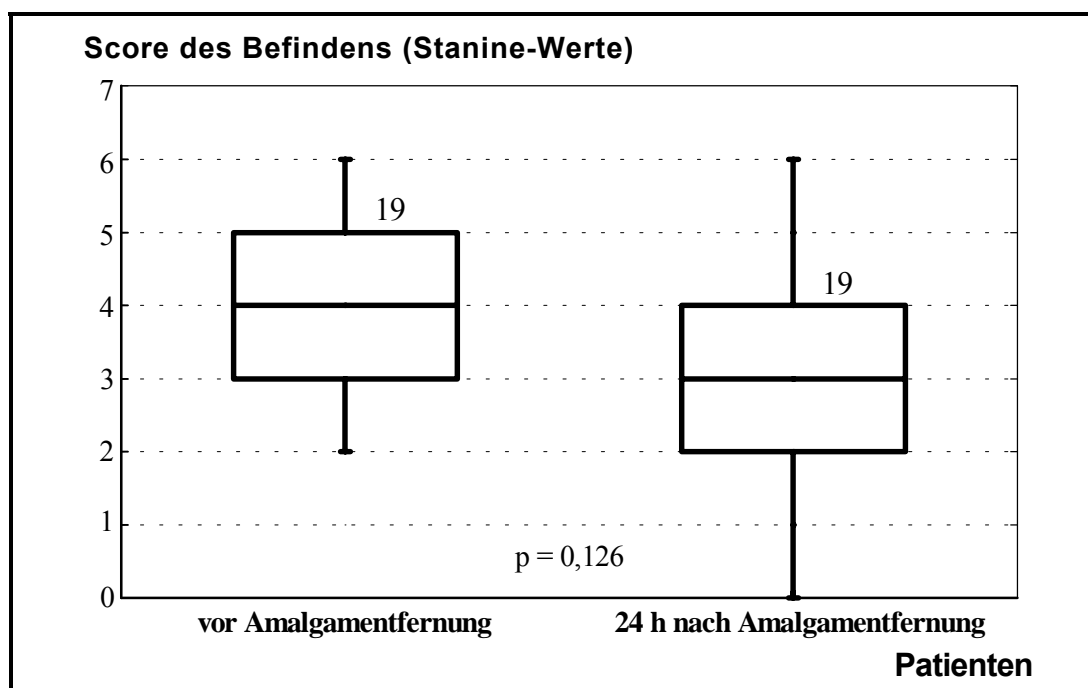 Score des Befindens (Stanine-Werte)
7
6
19
5
19
4
3
2
1
p = 0,126
0
vor Amalgamentfernung 24 h nach Amalgamentfernung
Patienten